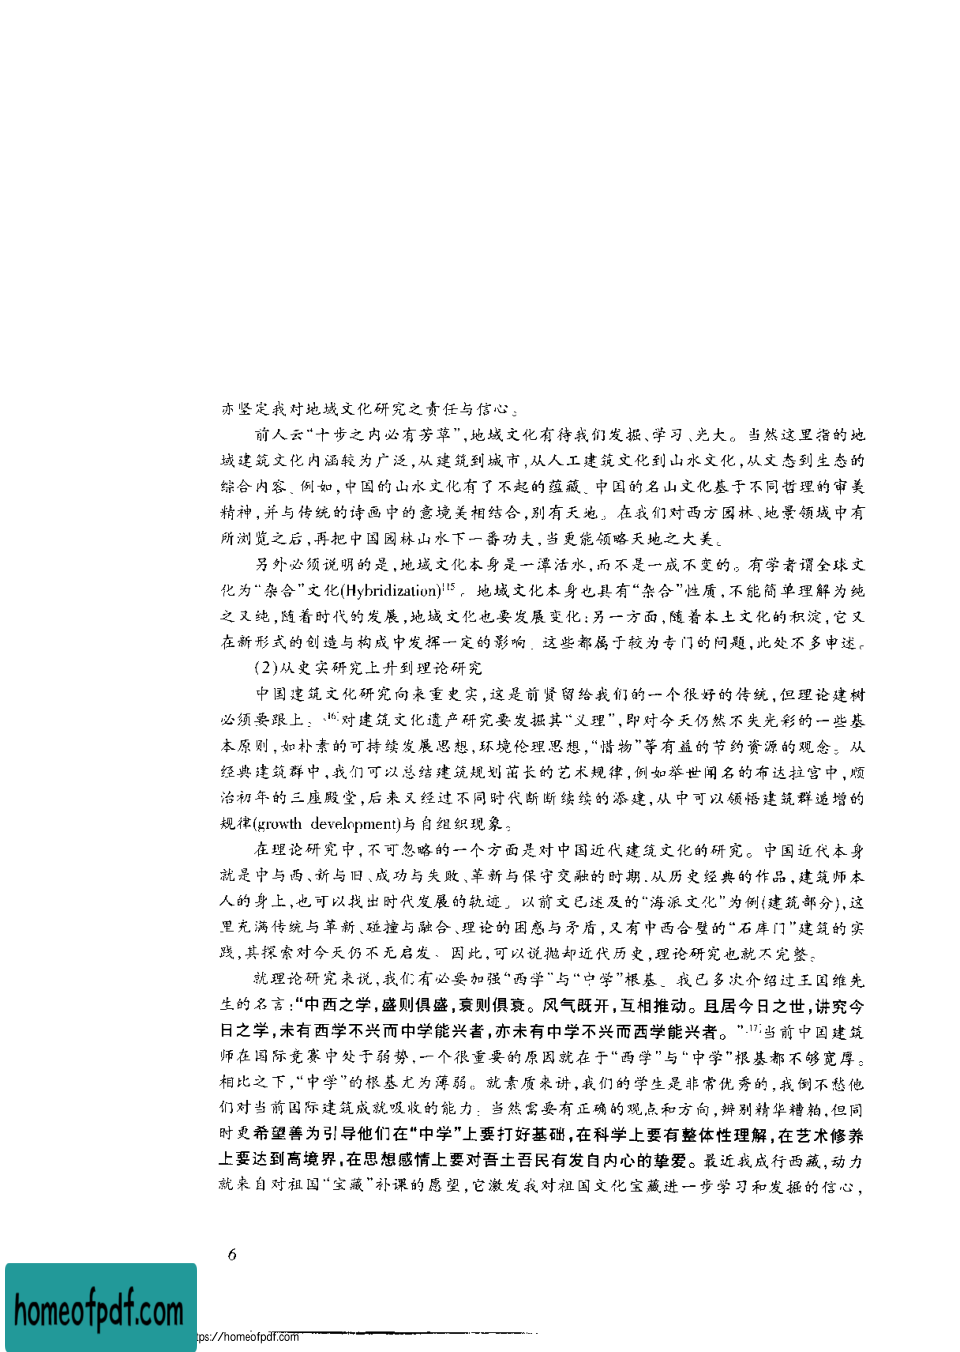 亦坚定我对地域文化研究之责任与信心。
前人云“十步之内必有芳草”,地域文化有待我们发掘、学习、光大。当然这里指的地
域建筑文化内涵较为广泛,从建筑到城市,从人工建筑文化到山水文化,从文态到生态的
综合内容。例如,中国的山水文化有了不起的蕴藏。中国的名山文化基于不同哲理的审美
精神,并与传统的诗画中的意境美相结合,别有天地。在我们对西方园林、地景领域中有
所浏览之后,再把中国园林山水下一番功夫,当更能领略天地之大美。
另外必须说明的是,地域文化本身是一潭活水,而不是一成不变的。有学者谓全球文
化为“杂合”文化(Hybridization)[15]。地域文化本身也具有“杂合”性质,不能简单理解为纯
之又纯,随着时代的发展,地域文化也要发展变化;另一方面,随着本土文化的积淀,它又
在新形式的创造与构成中发挥一定的影响。这些都属于较为专门的问题,此处不多申述。
(2)从史实研究上升到理论研究
中国建筑文化研究向来重史实,这是前贤留给我们的一个很好的传统,但理论建树
必须要跟上。[16]对建筑文化遗产研究要发掘其“义理”,即对今天仍然不失光彩的一些基
本原则,如朴素的可持续发展思想,环境伦理思想,“惜物”等有益的节约资源的观念。从
经典建筑群中,我们可以总结建筑规划茁长的艺术规律,例如举世闻名的布达拉宫中,顺
治初年的三座殿堂,后来又经过不同时代断断续续的添建,从中可以领悟建筑群递增的
规律(growth development)与自组织现象。
在理论研究中,不可忽略的一个方面是对中国近代建筑文化的研究。中国近代本身
就是中与西、新与旧、成功与失败、革新与保守交融的时期,从历史经典的作品,建筑师本
人的身上,也可以找出时代发展的轨迹。以前文已述及的“海派文化”为例(建筑部分),这
里充满传统与革新、碰撞与融合、理论的困惑与矛盾,又有中西合璧的“石库门”建筑的实
践,其探索对今天仍不无启发。因此,可以说抛却近代历史,理论研究也就不完整。
就理论研究来说,我们有必要加强“西学”与“中学”根基。我已多次介绍过王国维先
生的名言:“中西之学,盛则俱盛,衰则俱衰。风气既开,互相推动。且居今日之世,讲究今
日之学,未有西学不兴而中学能兴者,亦未有中学不兴而西学能兴者。”[17]当前中国建筑
师在国际竞赛中处于弱势,一个很重要的原因就在于“西学”与“中学”根基都不够宽厚。
相比之下,“中学”的根基尤为薄弱。就素质来讲,我们的学生是非常优秀的,我倒不愁他
们对当前国际建筑成就吸收的能力。当然需要有正确的观点和方向,辨别精华糟粕,但同
时更希望善为引导他们在“中学”上要打好基础,在科学上要有整体性理解,在艺术修养
上要达到高境界,在思想感情上要对吾土吾民有发自内心的挚爱。最近我成行西藏,动力
就来自对祖国“宝藏”补课的愿望,它激发我对祖国文化宝藏进一步学习和发掘的信心,
6
homeofpdf.com
tps://homeofpdf.com